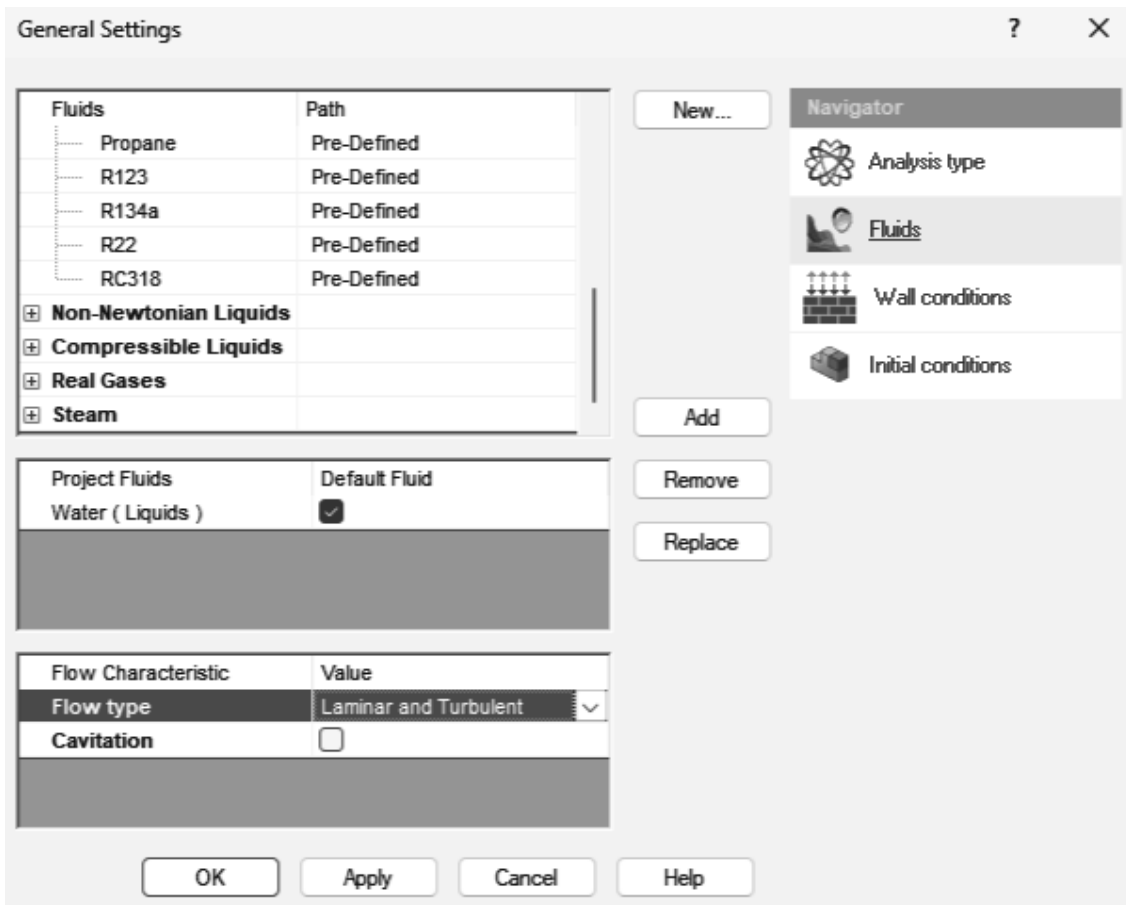 General Settings
?
Fluids Path
Propane Pre-Defined
R123 Pre-Defined
R134a Pre-Defined
R22 Pre-Defined
RC318 Pre-Defined
Non-Newtonian Liquids
Compressible Liquids
Real Gases
Steam
New...
Add
Remove
Replace
Project Fluids Default Fluid
Water ( Liquids )
Flow Characteristic Value
Flow type Laminar and Turbulent
Cavitation
Navigator
Analysis type
Fluids
Wall conditions
Initial conditions
OK Apply Cancel Help